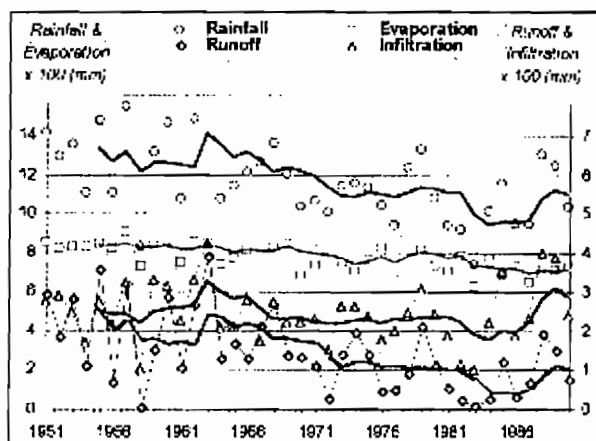 Rainfall &
Evaporation
x 100 (mm)
Rainfall
Runoff
Evaporation
Infiltration
Runoff &
Infiltration
x 100 (mm)
14
12
10
8
6
4
2
0
7
6
5
4
3
2
1
0
1951
1956
1961
1966
1971
1976
1981